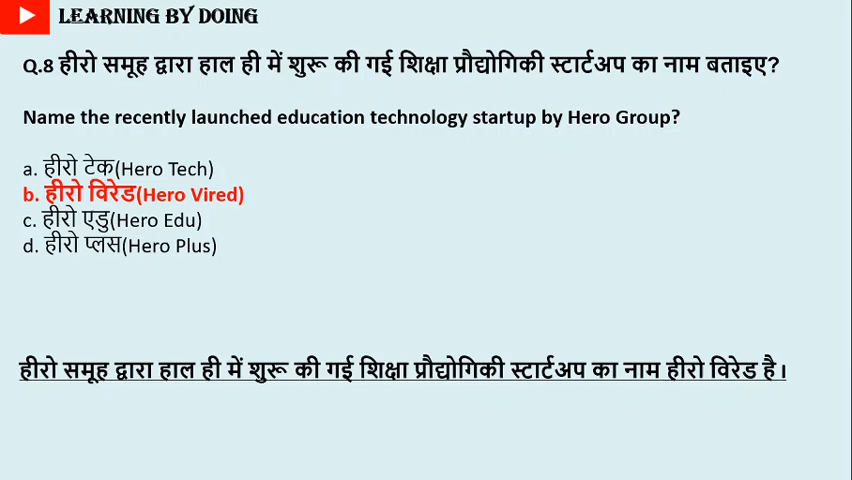 LEARNING BY DOING
Q.8 हीरो समूह द्वारा हाल ही में शुरू की गई शिक्षा प्रौद्योगिकी स्टार्टअप का नाम बताइए?
Name the recently launched education technology startup by Hero Group?
a. हीरो टेक(Hero Tech)
b. हीरो विरेड(Hero Vired)
c. हीरो एडु(Hero Edu)
d. हीरो प्लस(Hero Plus)
हीरो समूह द्वारा हाल ही में शुरू की गई शिक्षा प्रौद्योगिकी स्टार्टअप का नाम हीरो विरेड है।